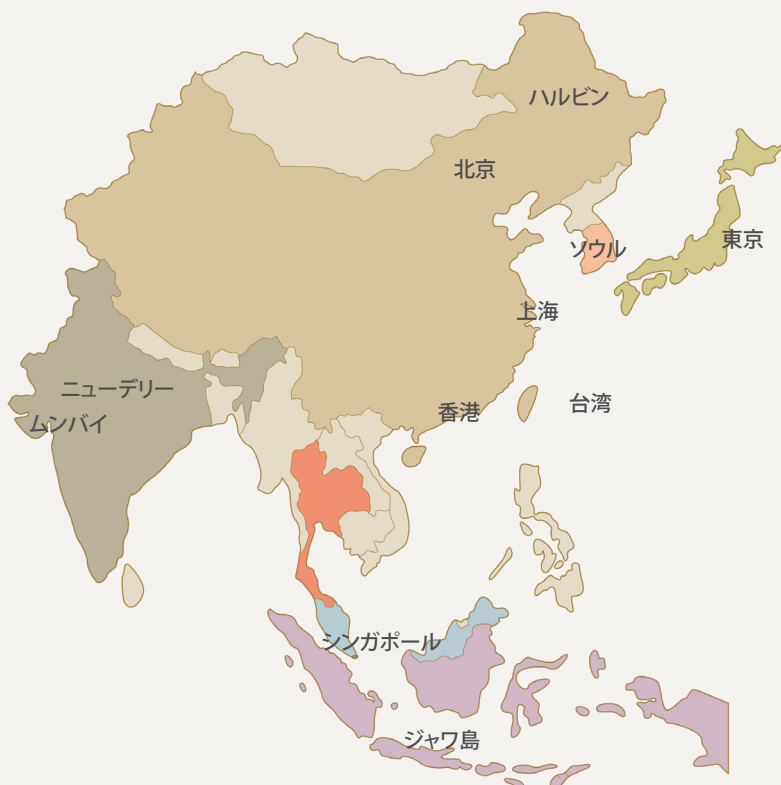 ハルビン
北京
東京
ソウル
上海
ニューデリー
台湾
香港
ムンバイ
シンガポール
ジャワ島